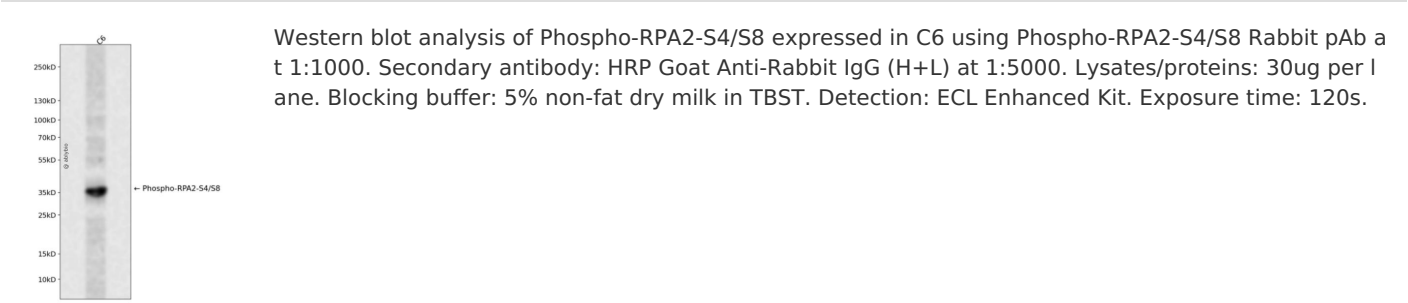 C6
250kD
130kD
100kD
70kD
55kD
@ ablybio
35kD
← Phospho-RPA2-S4/S8
25kD
15kD
10kD
Western blot analysis of Phospho-RPA2-S4/S8 expressed in C6 using Phospho-RPA2-S4/S8 Rabbit pAb a
t 1:1000. Secondary antibody: HRP Goat Anti-Rabbit IgG (H+L) at 1:5000. Lysates/proteins: 30ug per l
ane. Blocking buffer: 5% non-fat dry milk in TBST. Detection: ECL Enhanced Kit. Exposure time: 120s.